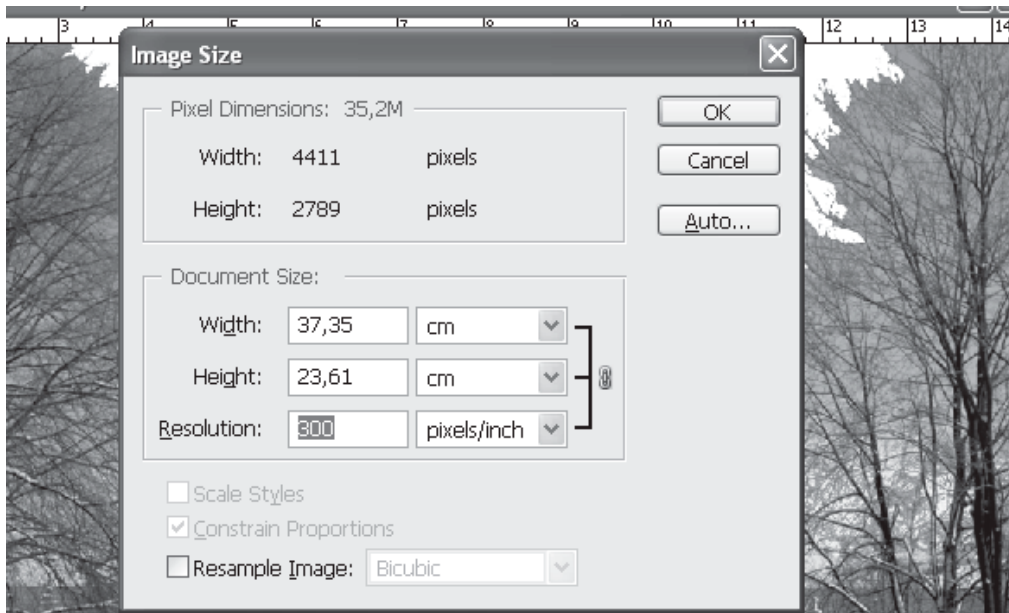 3 4 5 6 7 8 9 10 11 12 13 14
Image Size
Pixel Dimensions: 35,2M
Width: 4411 pixels
Height: 2789 pixels
OK
Cancel
Auto...
Document Size:
Width: 37,35 cm
Height: 23,61 cm
Resolution: 300 pixels/inch
Scale Styles
Constrain Proportions
Resample Image: Bicubic